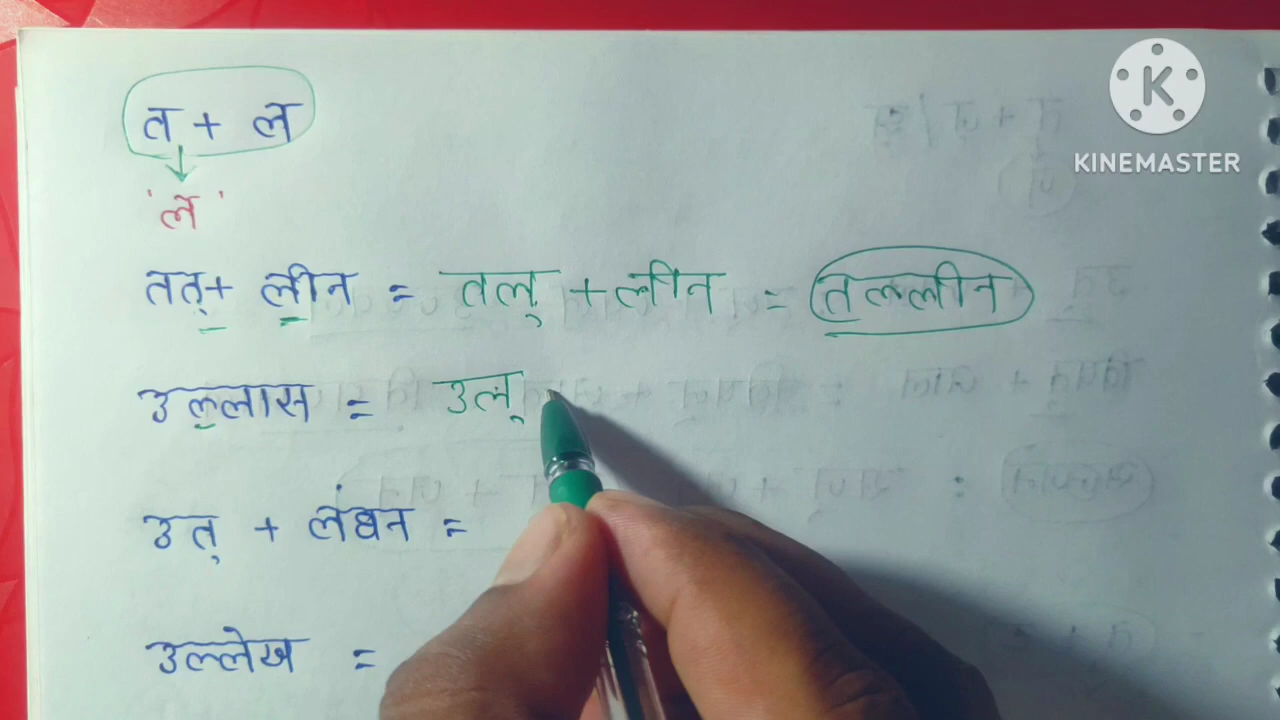 त + ल
K
KINEMASTER
'ल'
तत् + लीन = तल् + लीन = तल्लीन
उल्लास = उल्
उत् + लंघन =
उल्लेख =